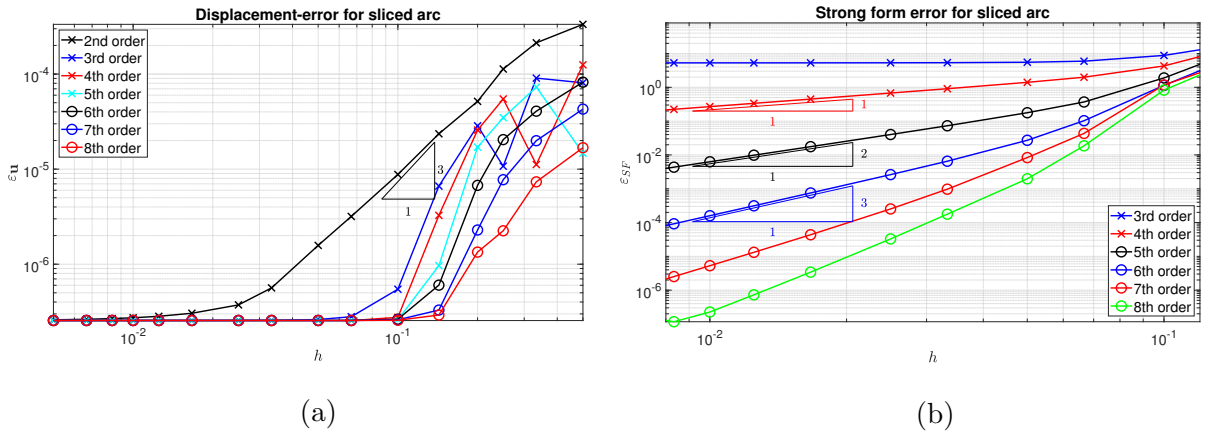 Displacement-error for sliced arc
2nd order
3rd order
4th order
5th order
6th order
7th order
8th order
10^-4
10^-5
10^-6
10^-2
10^-1
ε_u
h
3
1
(a)
Strong form error for sliced arc
3rd order
4th order
5th order
6th order
7th order
8th order
10^0
10^-2
10^-4
10^-6
10^-2
10^-1
ε_SF
h
1
1
2
1
3
1
(b)